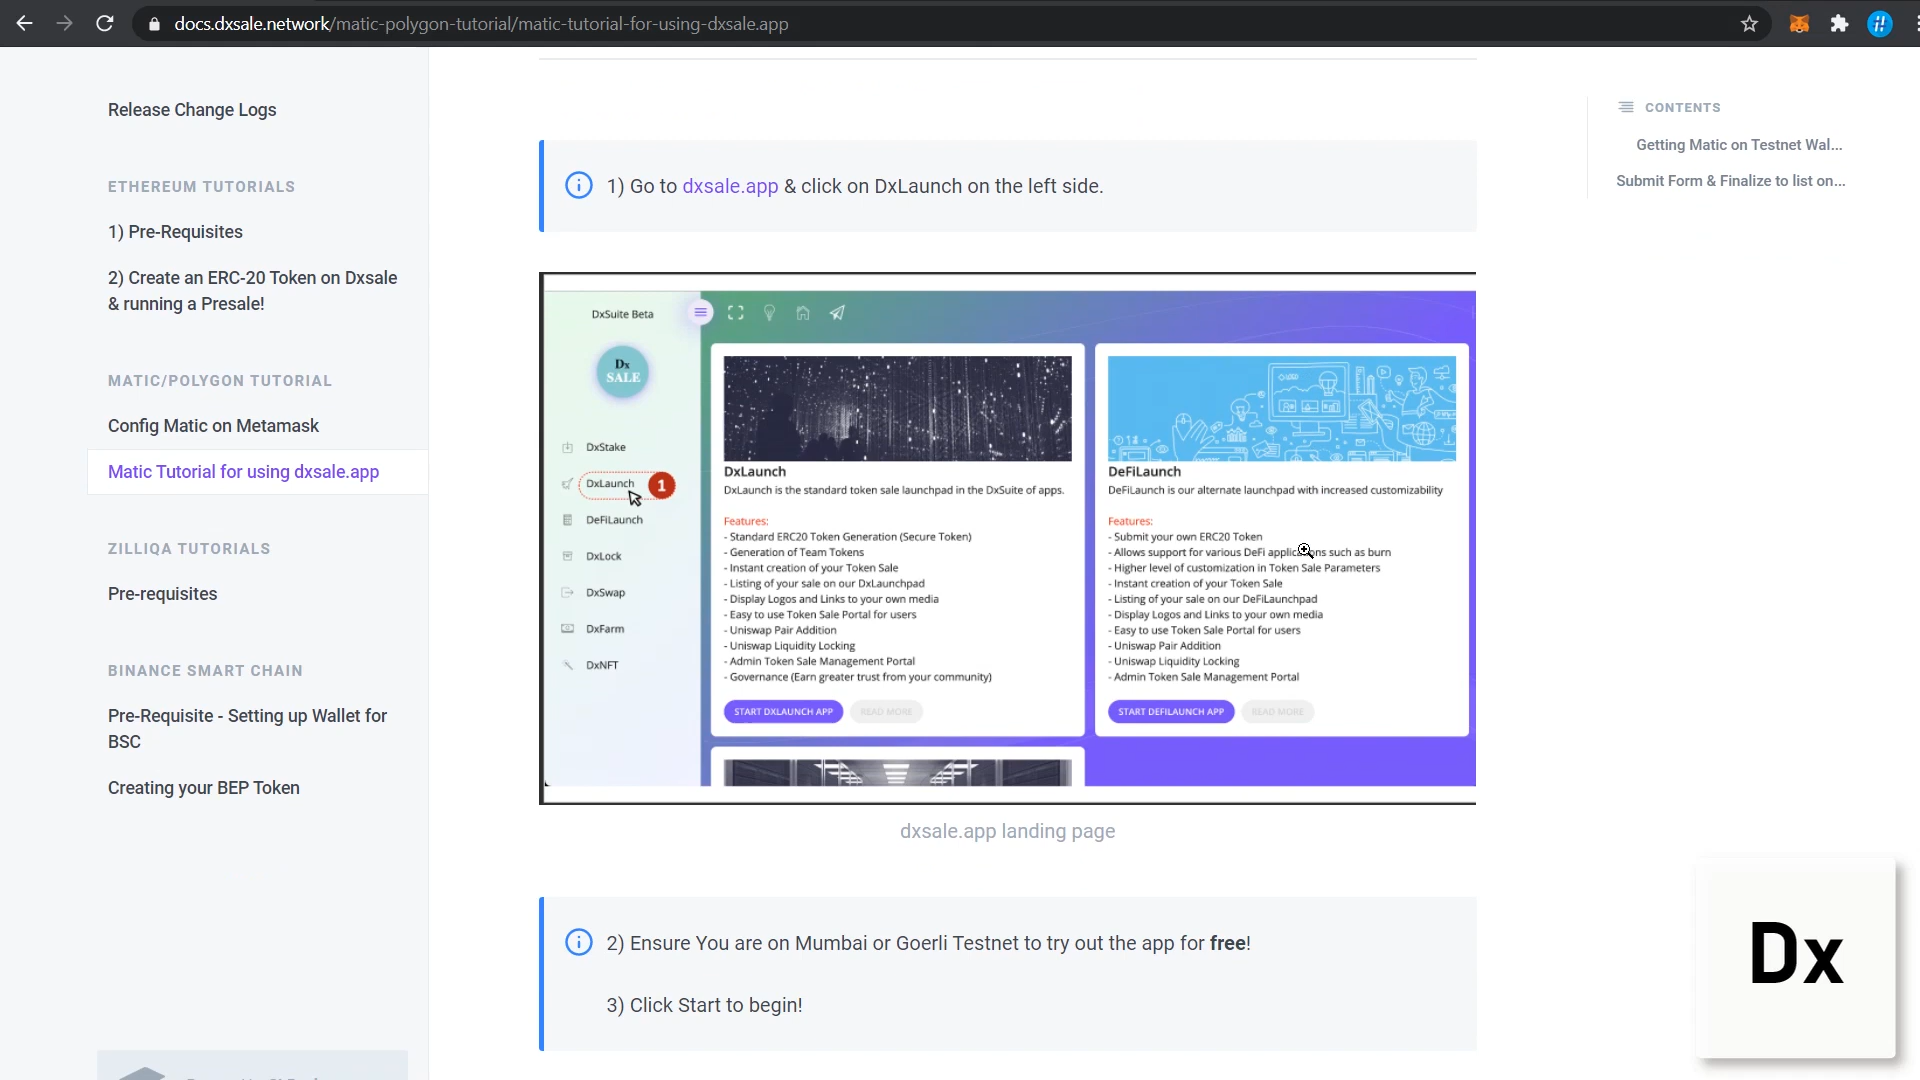 docs.dxsale.network/matic-polygon-tutorial/matic-tutorial-for-using-dxsale.app
Release Change Logs
ETHEREUM TUTORIALS
1) Pre-Requisites
2) Create an ERC-20 Token on Dxsale
& running a Presale!
MATIC/POLYGON TUTORIAL
Config Matic on Metamask
Matic Tutorial for using dxsale.app
ZILLIQA TUTORIALS
Pre-requisites
BINANCE SMART CHAIN
Pre-Requisite - Setting up Wallet for
BSC
Creating your BEP Token
1) Go to dxsale.app & click on DxLaunch on the left side.
DxSuite Beta
Dx
SALE
DxStake
DxLaunch
1
DeFiLaunch
DxLock
DxSwap
DxFarm
DxNFT
DxLaunch
DxLaunch is the standard token sale launchpad in the DxSuite of apps.
Features:
- Standard ERC20 Token Generation (Secure Token)
- Generation of Team Tokens
- Instant creation of your Token Sale
- Listing of your sale on our DxLaunchpad
- Display Logos and Links to your own media
- Easy to use Token Sale Portal for users
- Uniswap Pair Addition
- Uniswap Liquidity Locking
- Admin Token Sale Management Portal
- Governance (Earn greater trust from your community)
START DXLAUNCH APP
READ MORE
DeFiLaunch
DeFiLaunch is our alternate launchpad with increased customizability
Features:
- Submit your own ERC20 Token
- Allows support for various DeFi applications such as burn
- Higher level of customization in Token Sale Parameters
- Instant creation of your Token Sale
- Listing of your sale on our DeFiLaunchpad
- Display Logos and Links to your own media
- Easy to use Token Sale Portal for users
- Uniswap Pair Addition
- Uniswap Liquidity Locking
- Admin Token Sale Management Portal
START DEFILAUNCH APP
READ MORE
dxsale.app landing page
2) Ensure You are on Mumbai or Goerli Testnet to try out the app for free!
3) Click Start to begin!
CONTENTS
Getting Matic on Testnet Wal...
Submit Form & Finalize to list on...
Dx